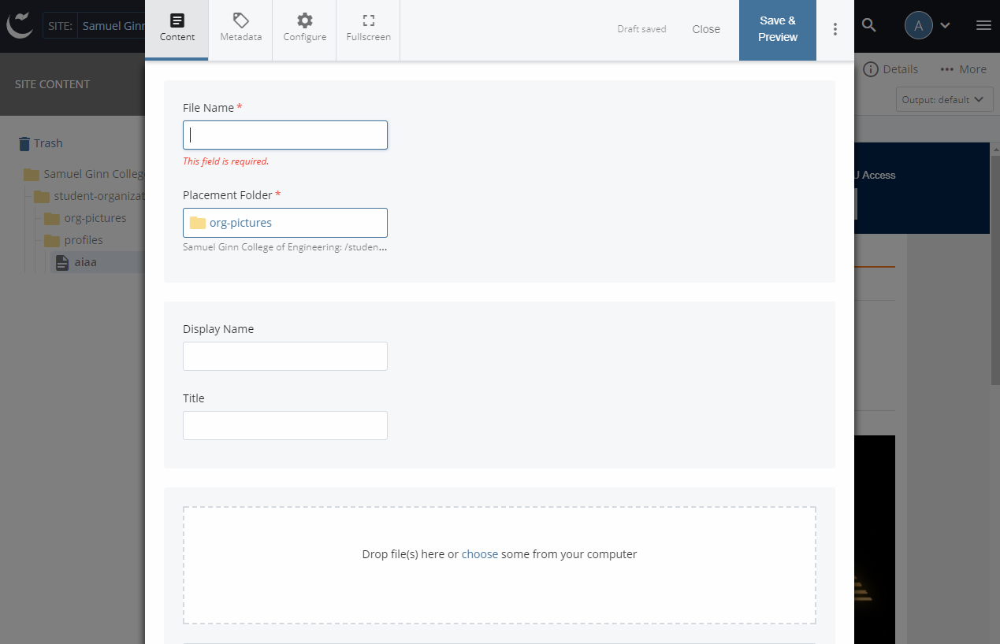 SITE:
Samuel Ginn
Content
Metadata
Configure
Fullscreen
Draft saved
Close
Save &
Preview
A
SITE CONTENT
Details
More
Output: default
Trash
Samuel Ginn Colleg
student-organizat
org-pictures
profiles
aiaa
U Access
File Name *
This field is required.
Placement Folder *
org-pictures
Samuel Ginn College of Engineering: /studen...
Display Name
Title
Drop file(s) here or choose some from your computer